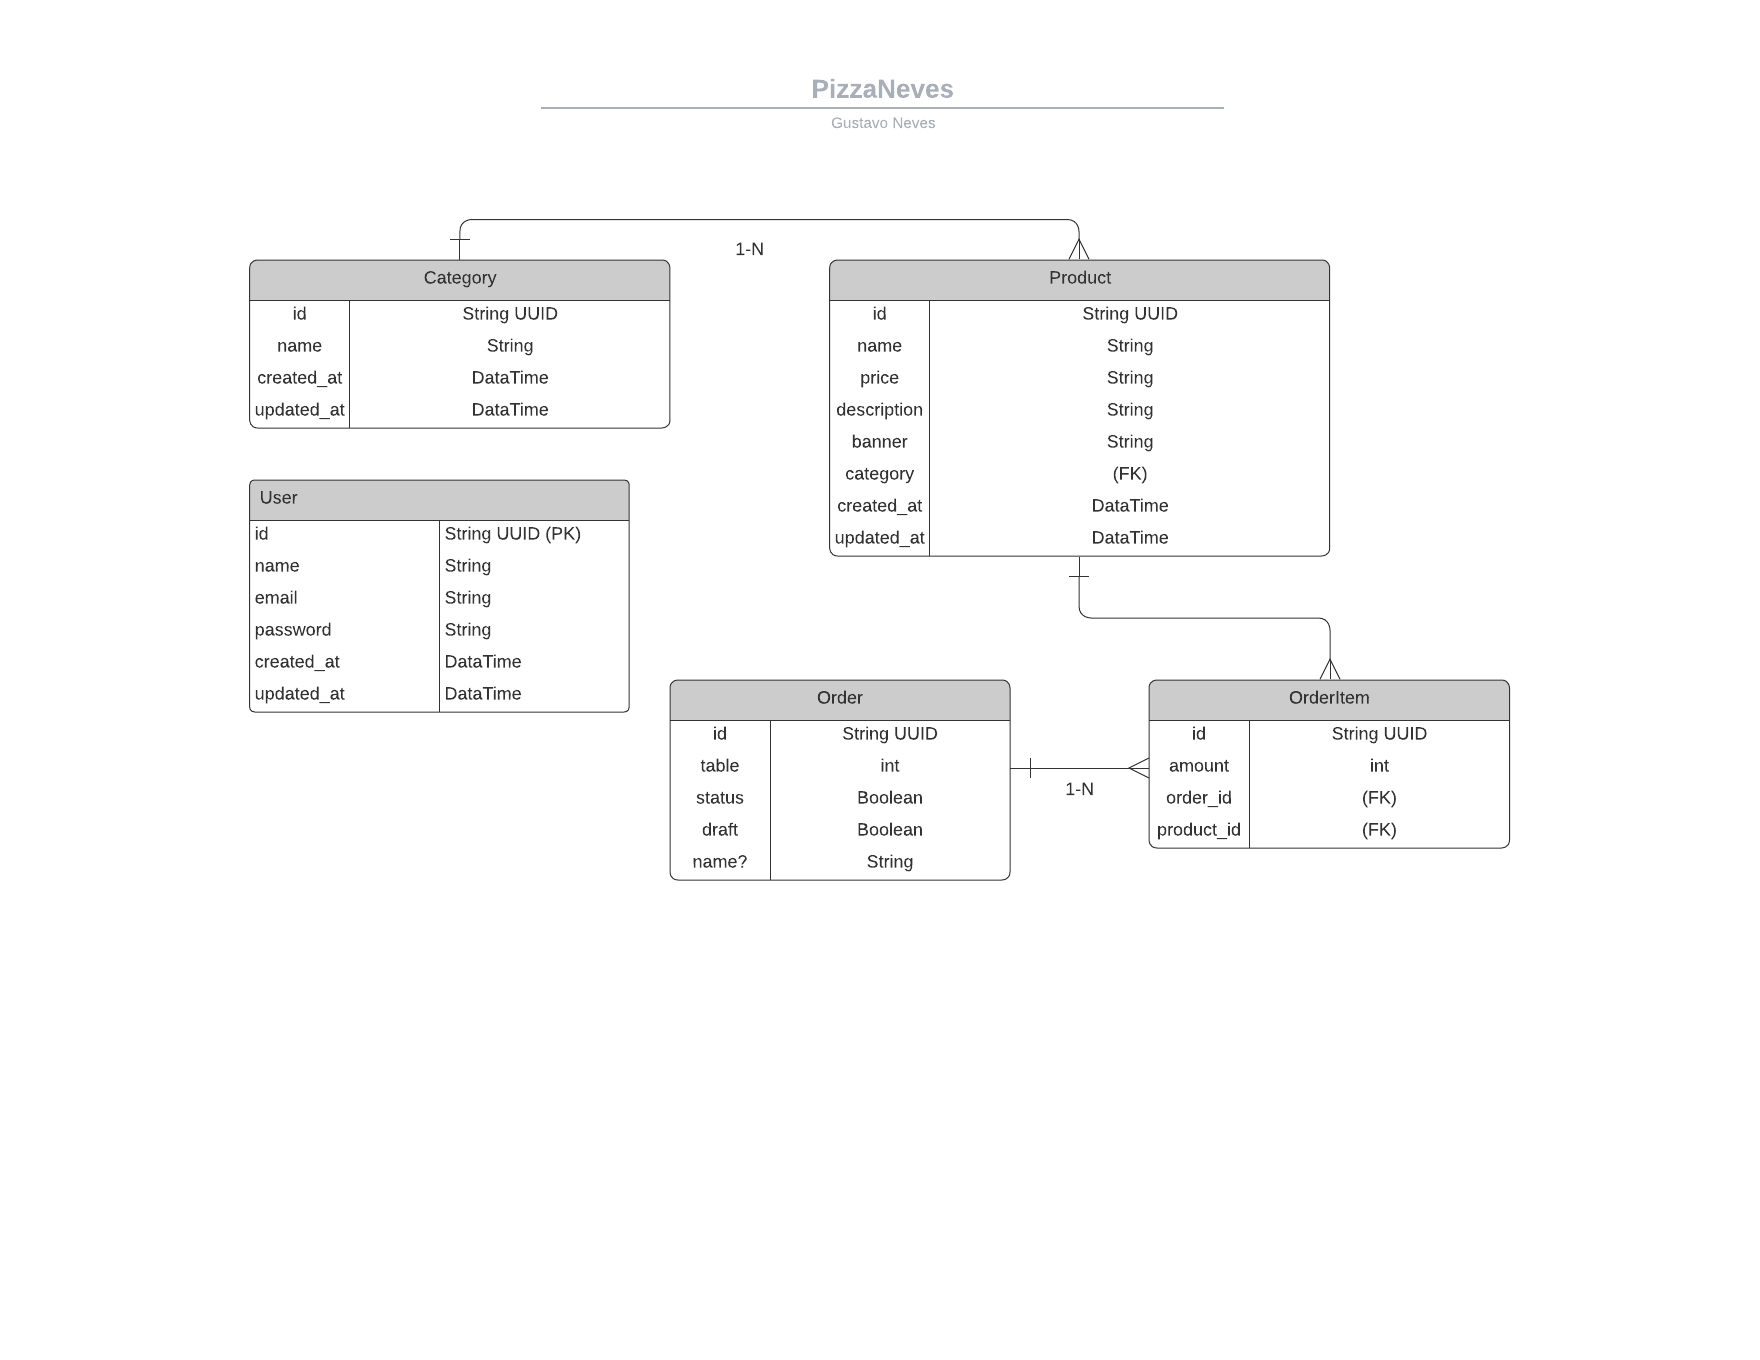 PizzaNeves
Gustavo Neves
1-N
Category
id String UUID
name String
created_at DataTime
updated_at DataTime
Product
id String UUID
name String
price String
description String
banner String
category (FK)
created_at DataTime
updated_at DataTime
User
id String UUID (PK)
name String
email String
password String
created_at DataTime
updated_at DataTime
Order
id String UUID
table int
status Boolean
draft Boolean
name? String
1-N
OrderItem
id String UUID
amount int
order_id (FK)
product_id (FK)